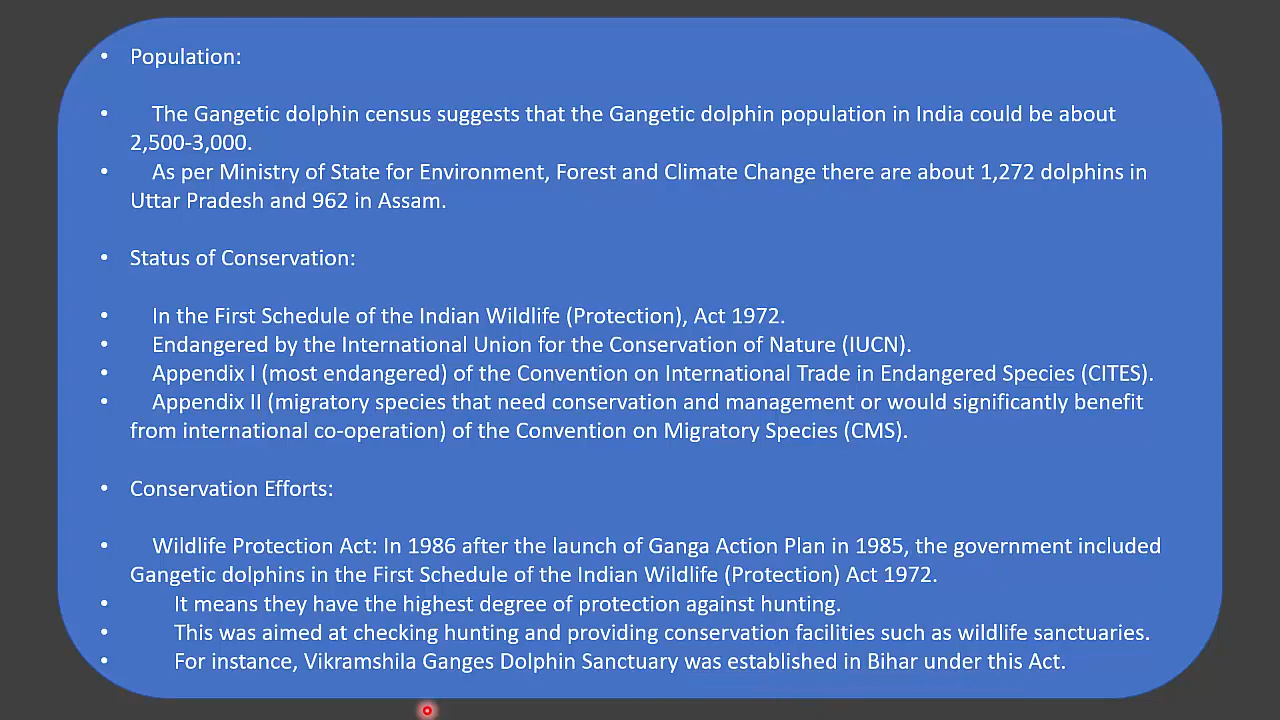 • Population:
• The Gangetic dolphin census suggests that the Gangetic dolphin population in India could be about
2,500-3,000.
• As per Ministry of State for Environment, Forest and Climate Change there are about 1,272 dolphins in
Uttar Pradesh and 962 in Assam.
• Status of Conservation:
• In the First Schedule of the Indian Wildlife (Protection), Act 1972.
• Endangered by the International Union for the Conservation of Nature (IUCN).
• Appendix I (most endangered) of the Convention on International Trade in Endangered Species (CITES).
• Appendix II (migratory species that need conservation and management or would significantly benefit
from international co-operation) of the Convention on Migratory Species (CMS).
• Conservation Efforts:
• Wildlife Protection Act: In 1986 after the launch of Ganga Action Plan in 1985, the government included
Gangetic dolphins in the First Schedule of the Indian Wildlife (Protection) Act 1972.
• It means they have the highest degree of protection against hunting.
• This was aimed at checking hunting and providing conservation facilities such as wildlife sanctuaries.
• For instance, Vikramshila Ganges Dolphin Sanctuary was established in Bihar under this Act.